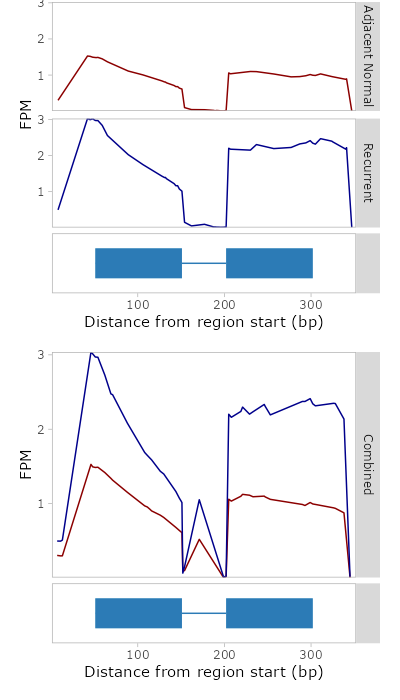 3
2
1
Adjacent Normal
FPM
3
2
1
Recurrent
100 200 300
Distance from region start (bp)
3
2
1
FPM
Combined
100 200 300
Distance from region start (bp)